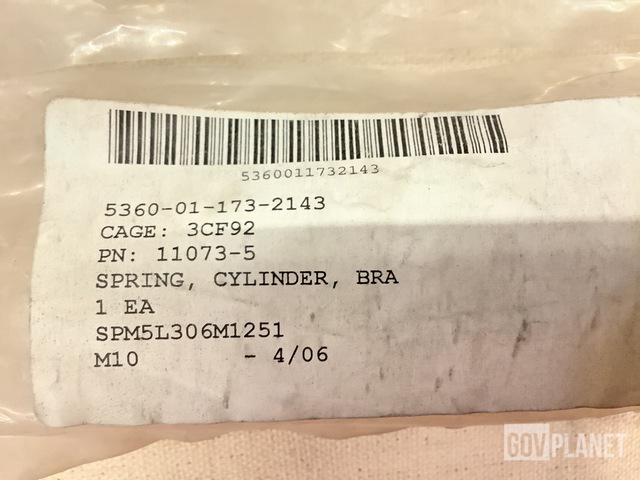 5360011732143
5360-01-173-2143
CAGE: 3CF92
PN: 11073-5
SPRING, CYLINDER, BRA
1 EA
SPM5L306M1251
M10 - 4/06
GOVPLANET